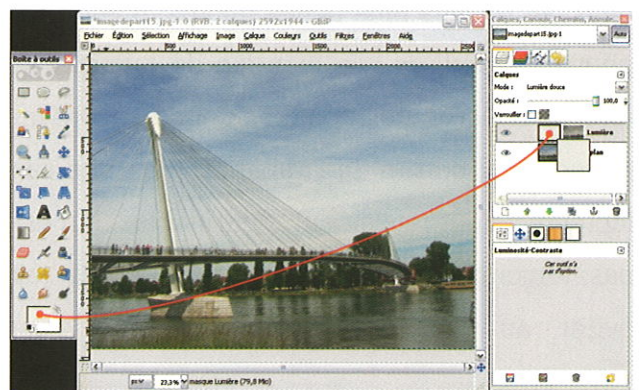 *imagedepart15.jpg-1.0 (RVB, 2 calques) 2592x1944 – GIMP
Fichier Édition Sélection Affichage Image Calque Couleurs Outils Filtres Fenêtres Aide
Boîte à outils
px
23,3%
masque Lumière (79,8 Mio)
Calques, Canaux, Chemins, Annule...
imagedepart15.jpg-1
Auto
Calques
Mode : Lumière douce
Opacité : 100,0
Verrouiller :
Lumière
plan
Luminosité-Contraste
Cet outil n'a
pas d'option.